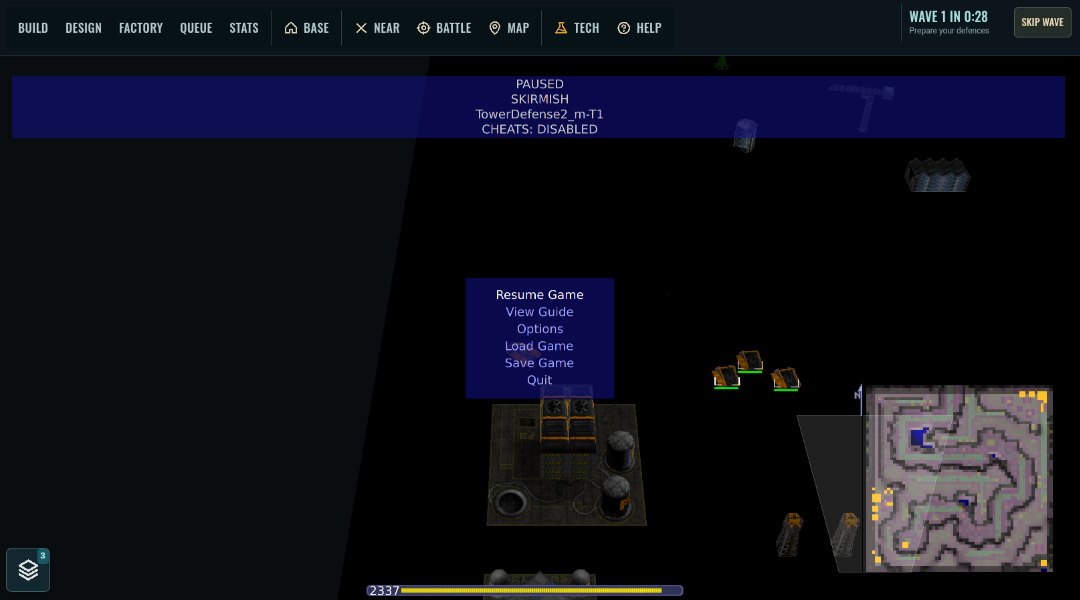 BUILD DESIGN FACTORY QUEUE STATS BASE NEAR BATTLE MAP TECH HELP
WAVE 1 IN 0:28
Prepare your defences
SKIP WAVE
PAUSED
SKIRMISH
TowerDefense2_m-T1
CHEATS: DISABLED
Resume Game
View Guide
Options
Load Game
Save Game
Quit
N
3
2337